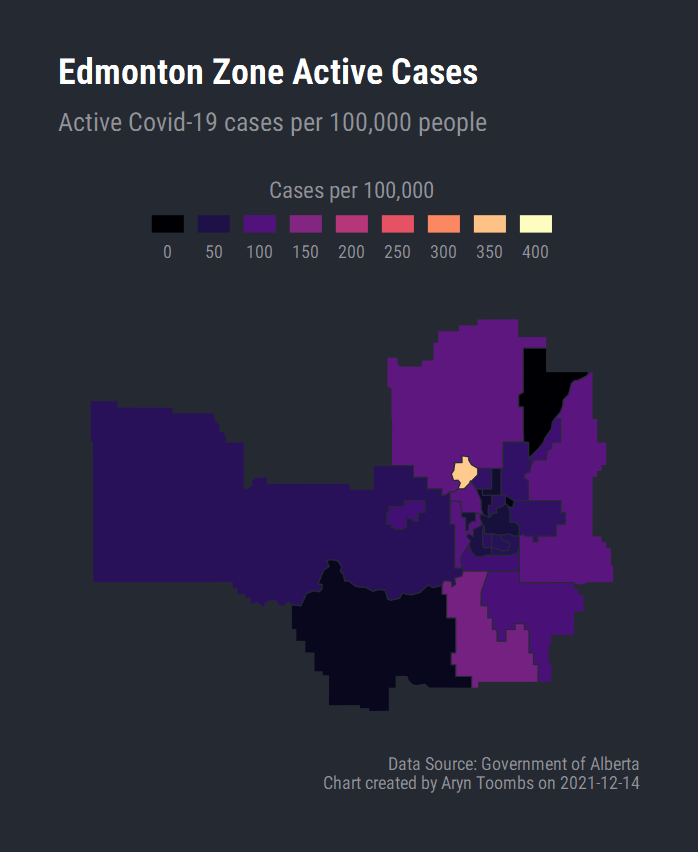 Edmonton Zone Active Cases
Active Covid-19 cases per 100,000 people
Cases per 100,000
0 50 100 150 200 250 300 350 400
Data Source: Government of Alberta
Chart created by Aryn Toombs on 2021-12-14